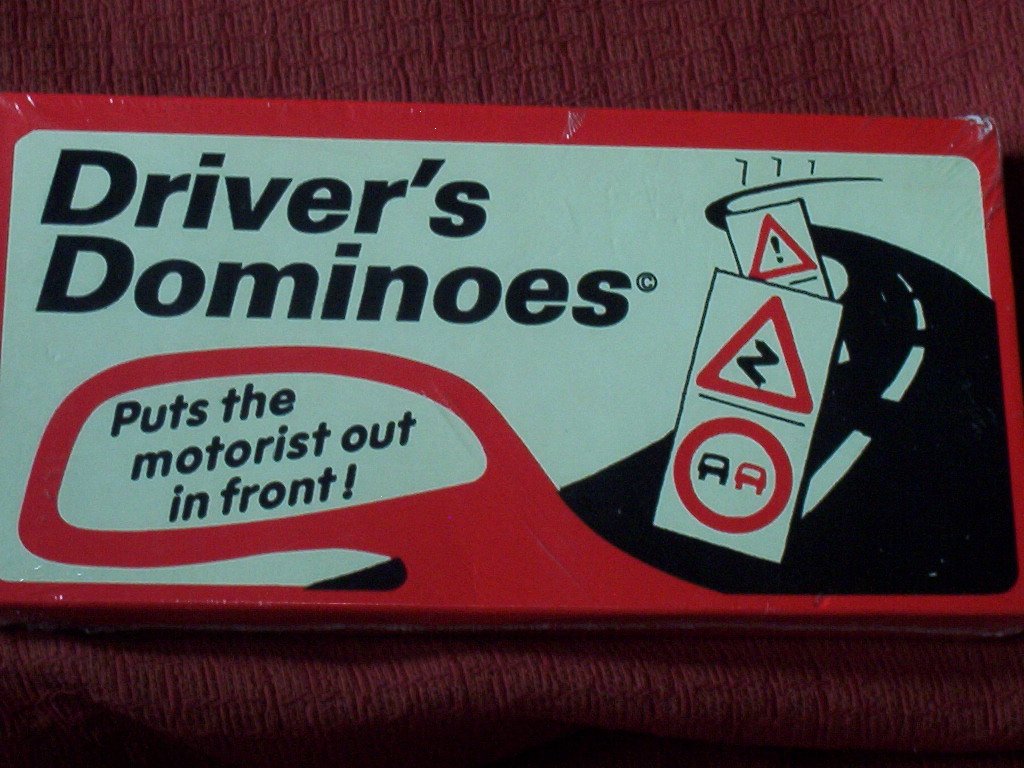 Driver's
Dominoes©
Puts the
motorist out
in front!
!